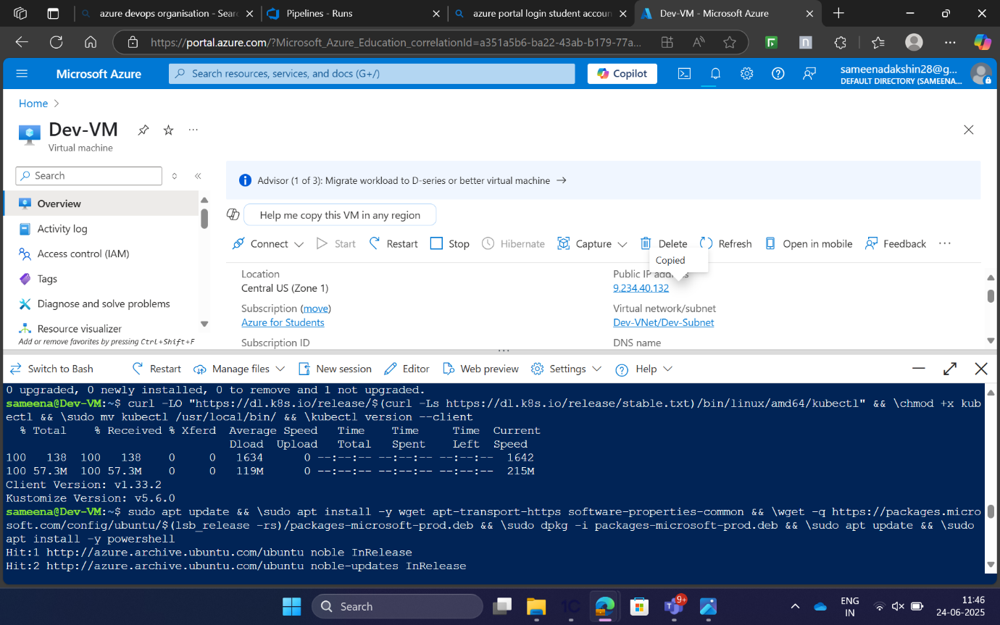 azure devops organisation - Sear
Pipelines - Runs
azure portal login student accoun
Dev-VM - Microsoft Azure
https://portal.azure.com/?Microsoft_Azure_Education_correlationId=a351a5b6-ba22-43ab-b179-77a...
Microsoft Azure
Search resources, services, and docs (G+/)
Copilot
sameenadakshin28@g...
DEFAULT DIRECTORY (SAMEENA...
Home
Dev-VM
Virtual machine
Search
Overview
Activity log
Access control (IAM)
Tags
Diagnose and solve problems
Resource visualizer
Add or remove favorites by pressing Ctrl+Shift+F
Advisor (1 of 3): Migrate workload to D-series or better virtual machine →
Help me copy this VM in any region
Connect Start Restart Stop Hibernate Capture Delete Refresh Open in mobile Feedback
Copied
Location
Central US (Zone 1)
Subscription (move)
Azure for Students
Subscription ID
Public IP address
9.234.40.132
Virtual network/subnet
Dev-VNet/Dev-Subnet
DNS name
Switch to Bash Restart Manage files New session Editor Web preview Settings Help
0 upgraded, 0 newly installed, 0 to remove and 1 not upgraded.
sameena@Dev-VM:~$ curl -LO "https://dl.k8s.io/release/$(curl -Ls https://dl.k8s.io/release/stable.txt)/bin/linux/amd64/kubectl" && \chmod +x kub
ectl && \sudo mv kubectl /usr/local/bin/ && \kubectl version --client
% Total % Received % Xferd Average Speed Time Time Time Current
Dload Upload Total Spent Left Speed
100 138 100 138 0 0 1634 0 --:--:-- --:--:-- --:--:-- 1642
100 57.3M 100 57.3M 0 0 119M 0 --:--:-- --:--:-- --:--:-- 215M
Client Version: v1.33.2
Kustomize Version: v5.6.0
sameena@Dev-VM:~$ sudo apt update && \sudo apt install -y wget apt-transport-https software-properties-common && \wget -q https://packages.micro
soft.com/config/ubuntu/$(lsb_release -rs)/packages-microsoft-prod.deb && \sudo dpkg -i packages-microsoft-prod.deb && \sudo apt update && \sudo
apt install -y powershell
Hit:1 http://azure.archive.ubuntu.com/ubuntu noble InRelease
Hit:2 http://azure.archive.ubuntu.com/ubuntu noble-updates InRelease
Search
9+
ENG
IN
11:46
24-06-2025